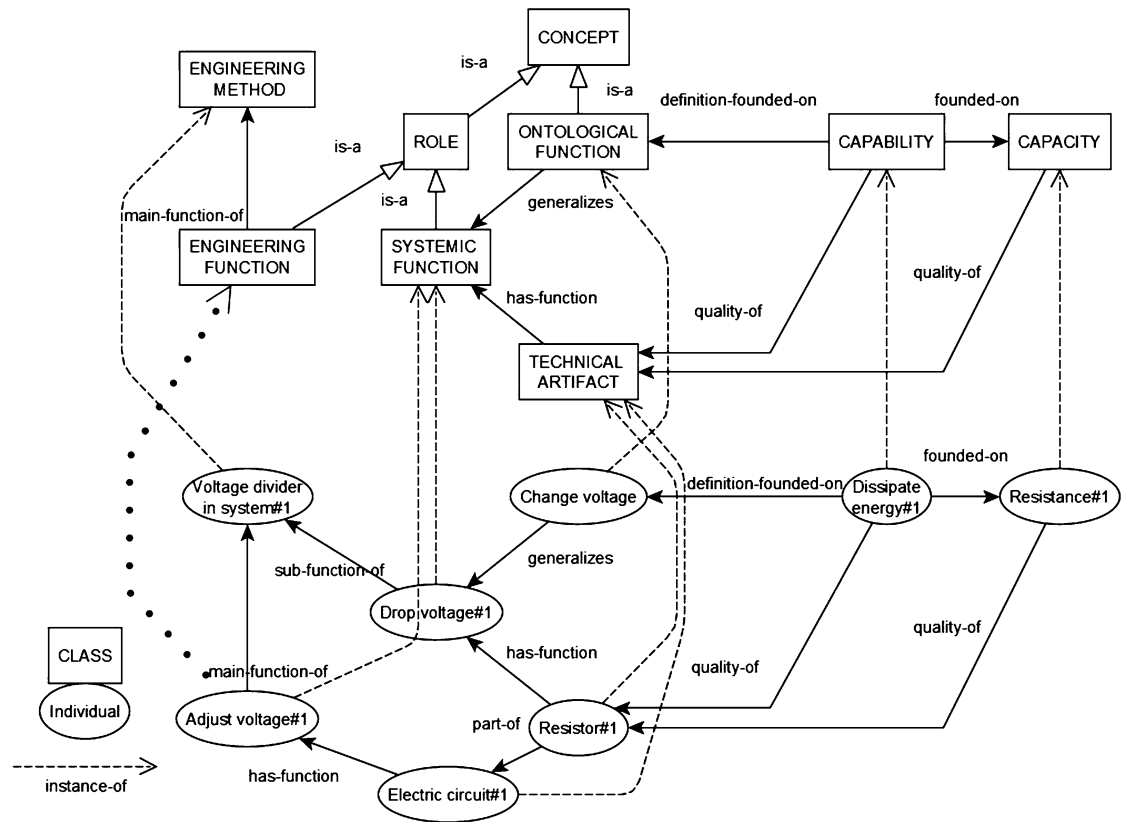 CONCEPT
ENGINEERING
METHOD
is-a
is-a
definition-founded-on
founded-on
ROLE
ONTOLOGICAL
FUNCTION
CAPABILITY
CAPACITY
is-a
is-a
generalizes
main-function-of
ENGINEERING
FUNCTION
SYSTEMIC
FUNCTION
has-function
quality-of
quality-of
TECHNICAL
ARTIFACT
founded-on
Voltage divider
in system#1
Change voltage
definition-founded-on
Dissipate
energy#1
Resistance#1
sub-function-of
generalizes
Drop voltage#1
CLASS
has-function
quality-of
quality-of
main-function-of
Individual
Adjust voltage#1
part-of
Resistor#1
instance-of
has-function
Electric circuit#1